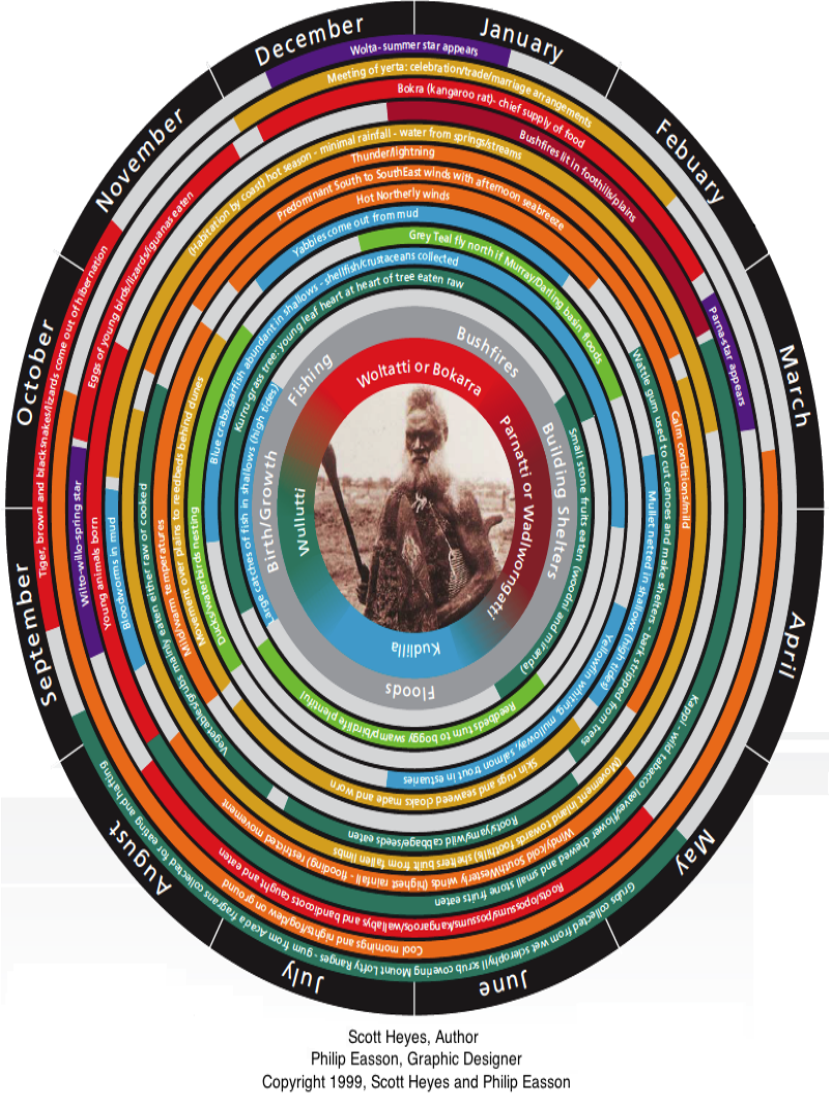 December
January
Febuary
March
April
May
June
July
August
September
October
November
Wolta- summer star appears
Meeting of yerta: celebration/trade/marriage arrangements
Bokra (kangaroo rat)- chief supply of food
Bushfires lit in foothills/plains
(Habitation by coast) hot season - minimal rainfall - water from springs/streams
Thunder/lightning
Predominant South to SouthEast winds with afternoon seabreeze
Hot Northerly winds
Yabbies come out from mud
Grey Teal fly north if Murray/Darling basin floods
Blue crabs/garfish abundent in shallows - shellfish/crustaceans collected
Kurru-grass tree: young leaf heart at heart of tree eaten raw
Parna-star appears
Wattle gum used to cut canoes and make shelters - bark stripped from trees
Calm conditions/mild
Mullet netted in shallows (high tides)
Small stone fruits eaten (woodni and miranda)
Yellowfin whiting, mulloway, salmon trout in estuaries
Kappi - wild tabacco leaves/flower chewed and small stone fruits eaten
(Movement inland towards foothills) shelters built from fallen limbs
Windy/cold SouthWesterly winds (highest rainfall - flooding) restricted movement
Skin rugs and seaweed cloaks made and worn
Reedbeds turn to boggy swamp/birdlife plentiful
Roots/yams/wild cabbage/seeds eaten
Roots/opossums/possums/kangaroos/wallabys and bandicoots caught and eaten
Cool mornings and nights/fog/dew on ground
Grubs collected from wet sclerophyll scrub covering Mount Lofty Ranges - gum from Acacia fragrans collected for eating and hafting
Tiger, brown and blacksnakes/lizards come out of hibernation
Eggs of young birds/lizards/iguanas eaten
Wilto-willo-spring star
Young animals born
Bloodworms in mud
Vegetables/grubs mainly eaten either raw or cooked
Mild/warm temperatures
Movement over plains to reedbeds behind dunes
Ducks/waterbirds nesting
Large catches of fish in shallows (high tides)
Fishing
Bushfires
Building Shelters
Floods
Birth/Growth
Woltatti or Bokarra
Parnatti or Wadlworngatti
Kudlilla
Wullutti
Scott Heyes, Author
Philip Easson, Graphic Designer
Copyright 1999, Scott Heyes and Philip Easson